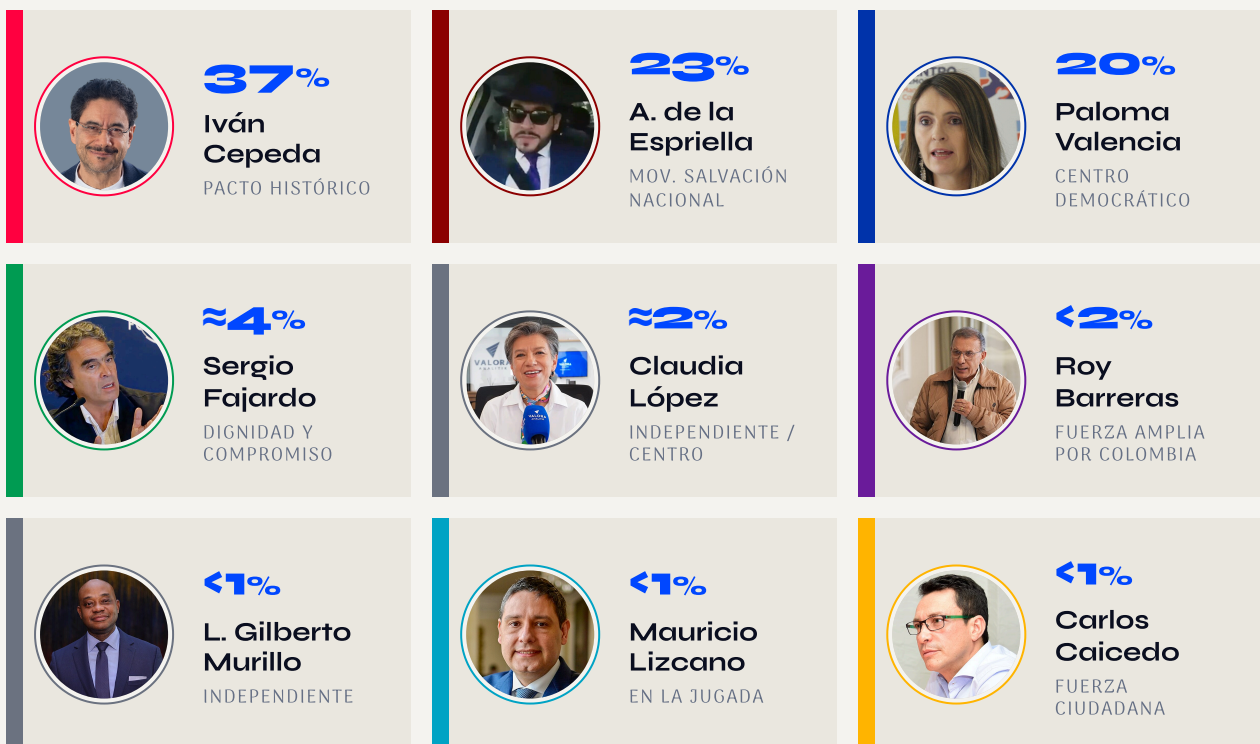 37%
Iván
Cepeda
PACTO HISTÓRICO
23%
A. de la
Espriella
MOV. SALVACIÓN
NACIONAL
20%
Paloma
Valencia
CENTRO
DEMOCRÁTICO
≈4%
Sergio
Fajardo
DIGNIDAD Y
COMPROMISO
≈2%
Claudia
López
INDEPENDIENTE /
CENTRO
VALORA
<2%
Roy
Barreras
FUERZA AMPLIA
POR COLOMBIA
<1%
L. Gilberto
Murillo
INDEPENDIENTE
<1%
Mauricio
Lizcano
EN LA JUGADA
<1%
Carlos
Caicedo
FUERZA
CIUDADANA